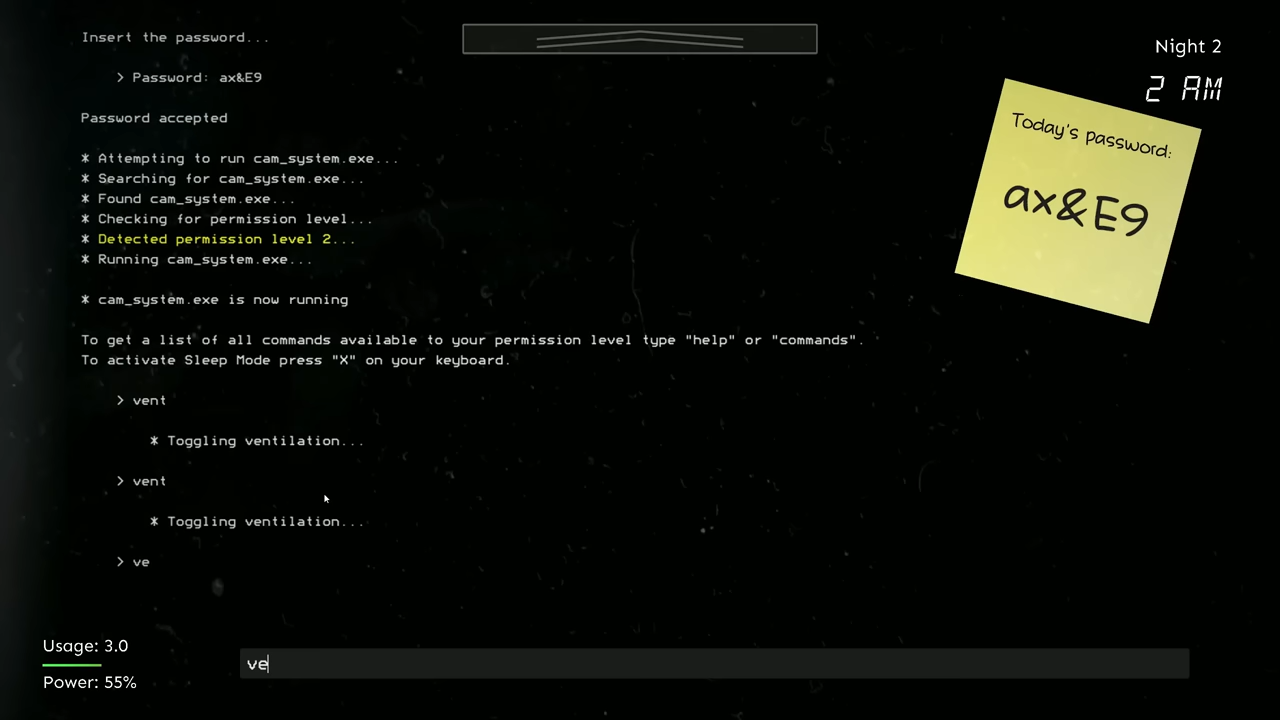 Insert the password...
> Password: ax&E9
Password accepted
* Attempting to run cam_system.exe...
* Searching for cam_system.exe...
* Found cam_system.exe...
* Checking for permission level...
* Detected permission level 2...
* Running cam_system.exe...
* cam_system.exe is now running
To get a list of all commands available to your permission level type "help" or "commands".
To activate Sleep Mode press "X" on your keyboard.
> vent
* Toggling ventilation...
> vent
* Toggling ventilation...
> ve
ve
Usage: 3.0
Power: 55%
Night 2
2 AM
Today's password:
ax&E9